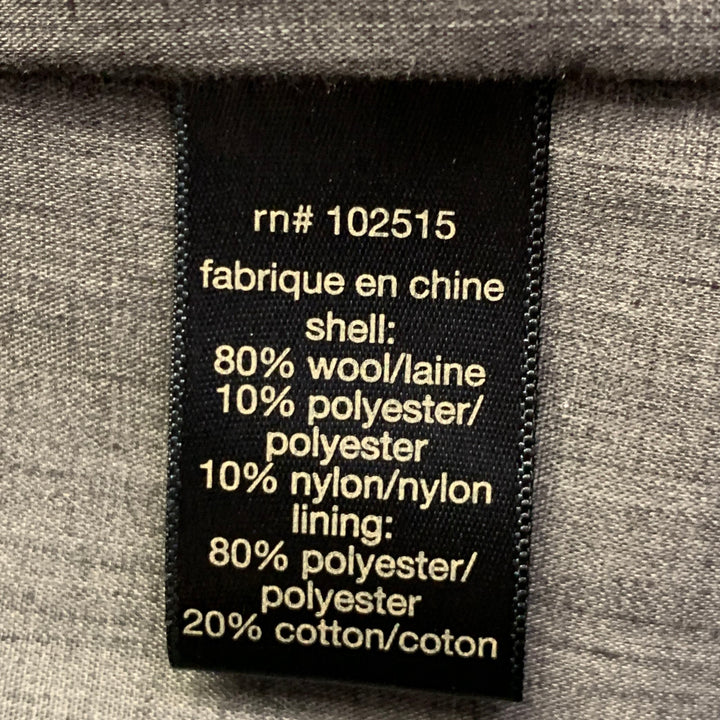 rn# 102515
fabrique en chine
shell:
80% wool/laine
10% polyester/
polyester
10% nylon/nylon
lining:
80% polyester/
polyester
20% cotton/coton